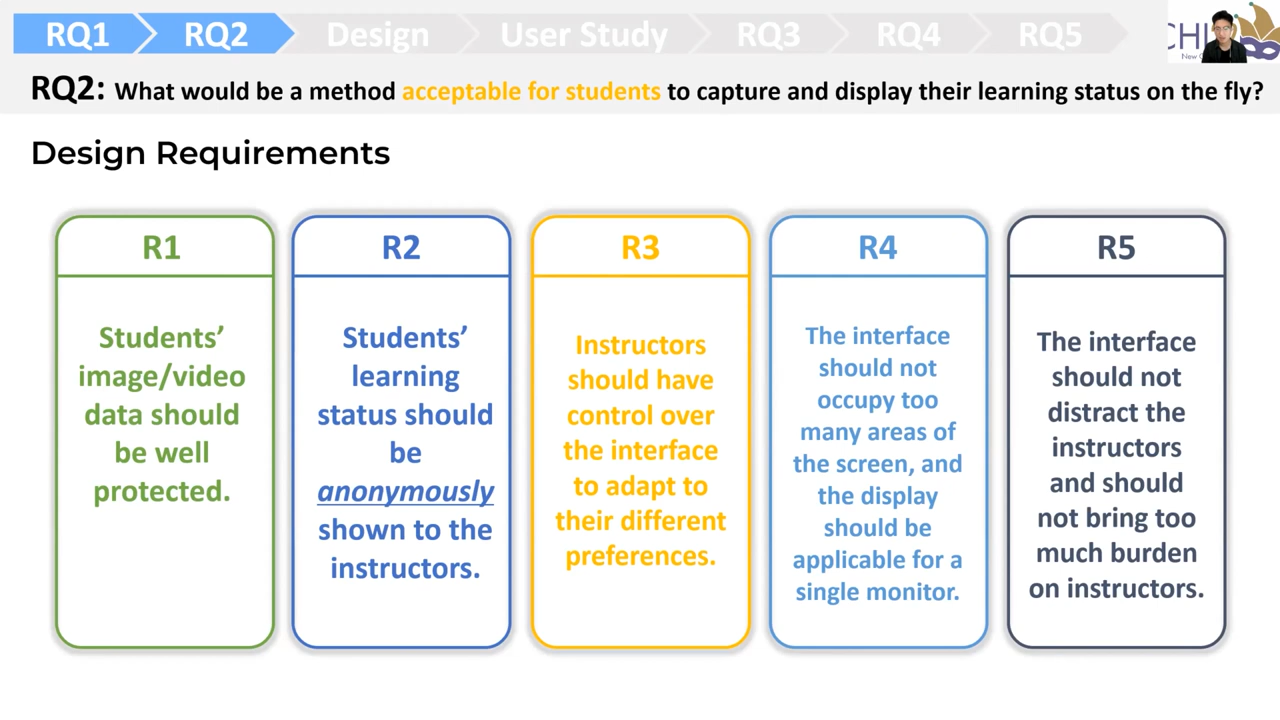 RQ1 RQ2 Design User Study RQ3 RQ4 RQ5
RQ2: What would be a method acceptable for students to capture and display their learning status on the fly?
Design Requirements
R1
Students’
image/video
data should
be well
protected.
R2
Students’
learning
status should
be
anonymously
shown to the
instructors.
R3
Instructors
should have
control over
the interface
to adapt to
their different
preferences.
R4
The interface
should not
occupy too
many areas of
the screen, and
the display
should be
applicable for a
single monitor.
R5
The interface
should not
distract the
instructors
and should
not bring too
much burden
on instructors.